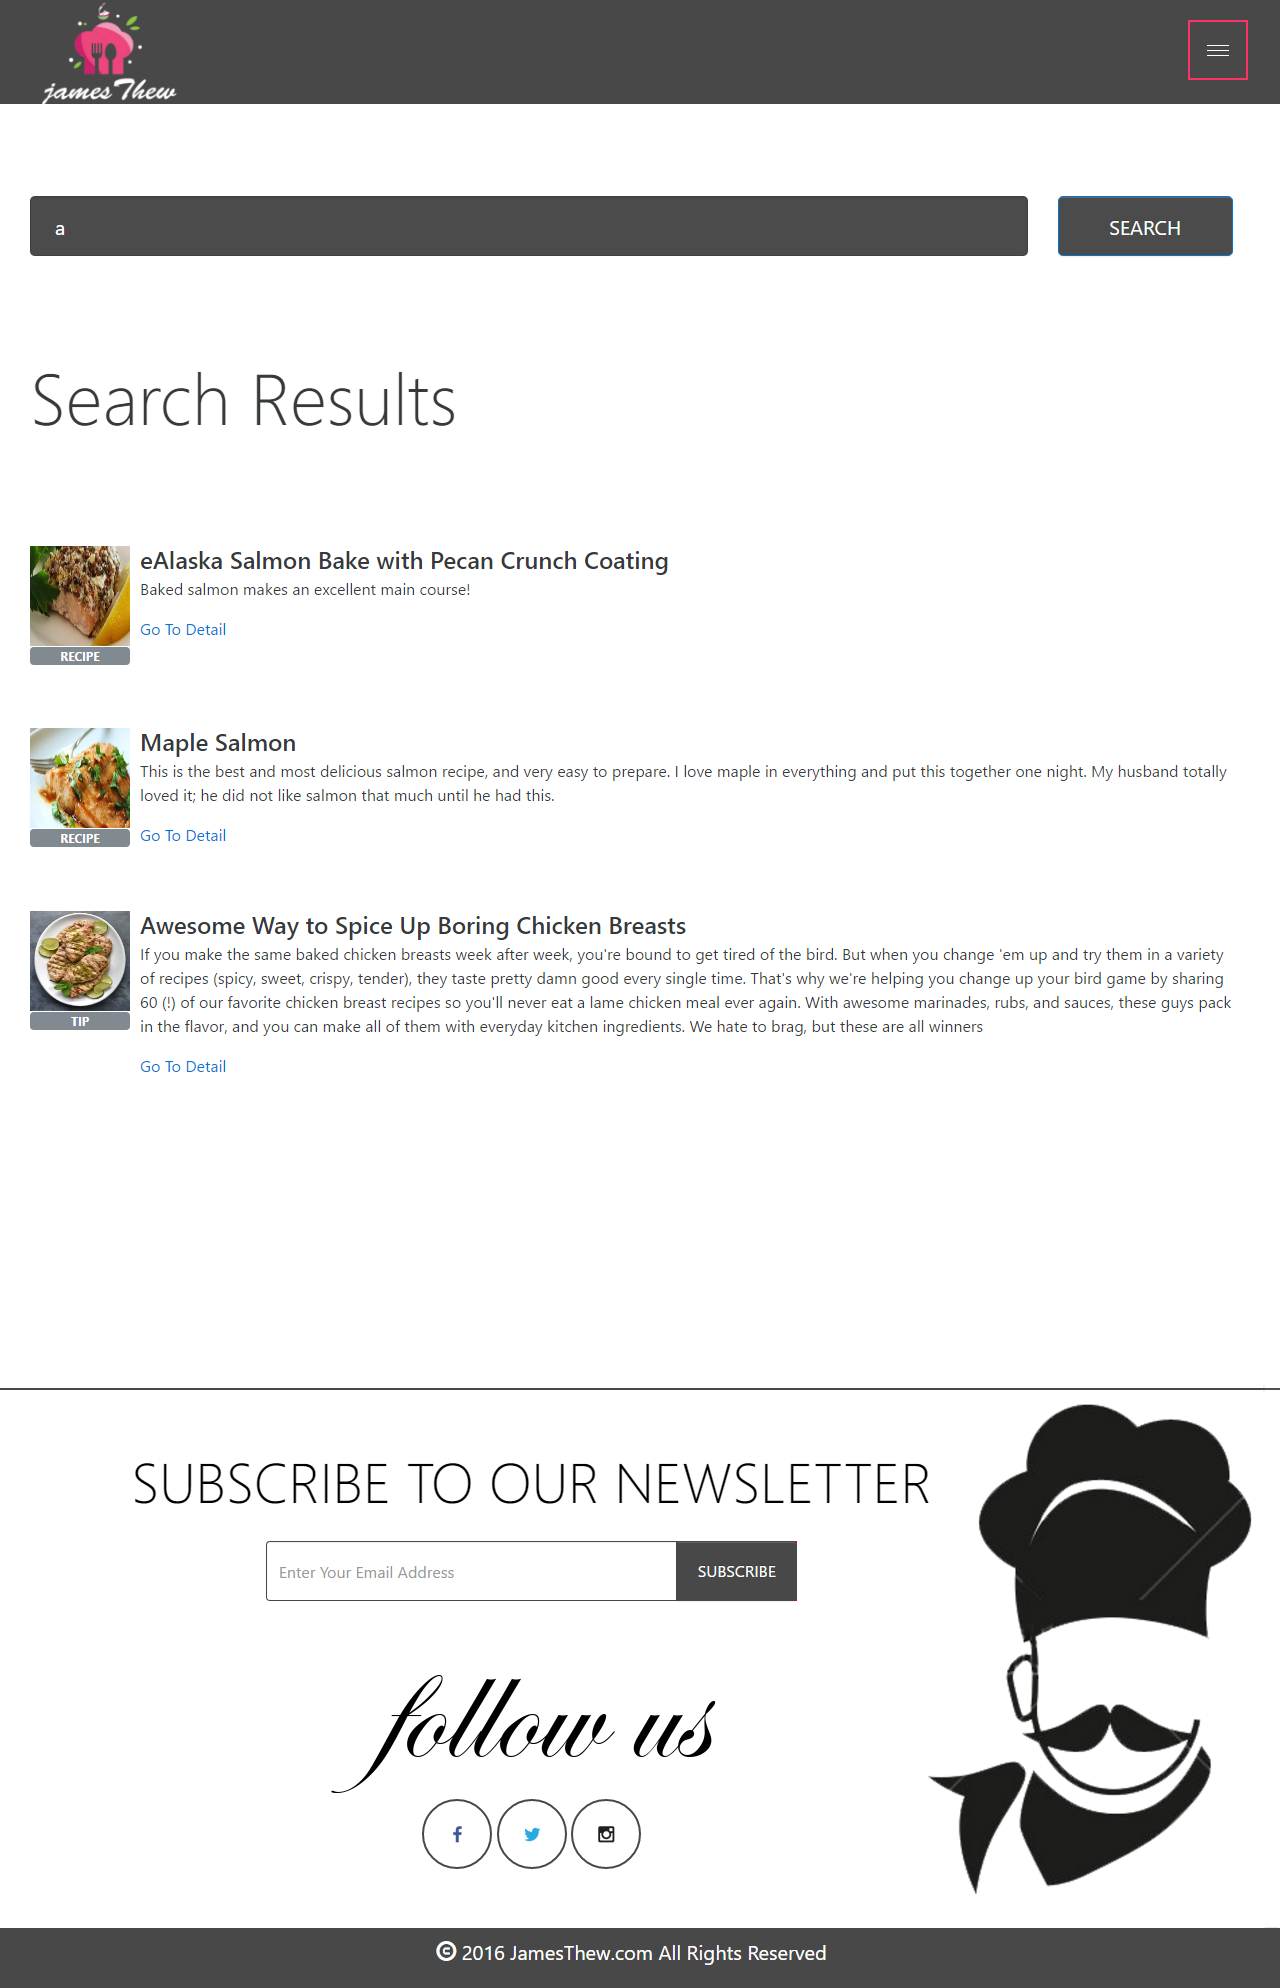 james Thew
a
SEARCH
Search Results
eAlaska Salmon Bake with Pecan Crunch Coating
Baked salmon makes an excellent main course!
Go To Detail
RECIPE
Maple Salmon
This is the best and most delicious salmon recipe, and very easy to prepare. I love maple in everything and put this together one night. My husband totally
loved it; he did not like salmon that much until he had this.
Go To Detail
RECIPE
Awesome Way to Spice Up Boring Chicken Breasts
If you make the same baked chicken breasts week after week, you're bound to get tired of the bird. But when you change 'em up and try them in a variety
of recipes (spicy, sweet, crispy, tender), they taste pretty damn good every single time. That's why we're helping you change up your bird game by sharing
60 (!) of our favorite chicken breast recipes so you'll never eat a lame chicken meal ever again. With awesome marinades, rubs, and sauces, these guys pack
in the flavor, and you can make all of them with everyday kitchen ingredients. We hate to brag, but these are all winners
TIP
Go To Detail
SUBSCRIBE TO OUR NEWSLETTER
Enter Your Email Address
SUBSCRIBE
follow us
© 2016 JamesThew.com All Rights Reserved